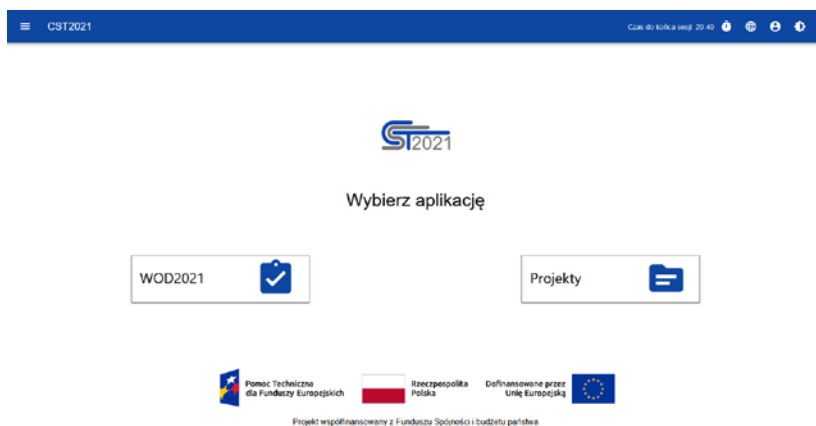 CST2021
Czas do końca sesji: 29:49
CST2021
Wybierz aplikację
WOD2021
Projekty
Pomoc Techniczna
dla Funduszy Europejskich
Rzeczpospolita
Polska
Dofinansowane przez
Unię Europejską
Projekt współfinansowany z Funduszu Spójności i budżetu państwa